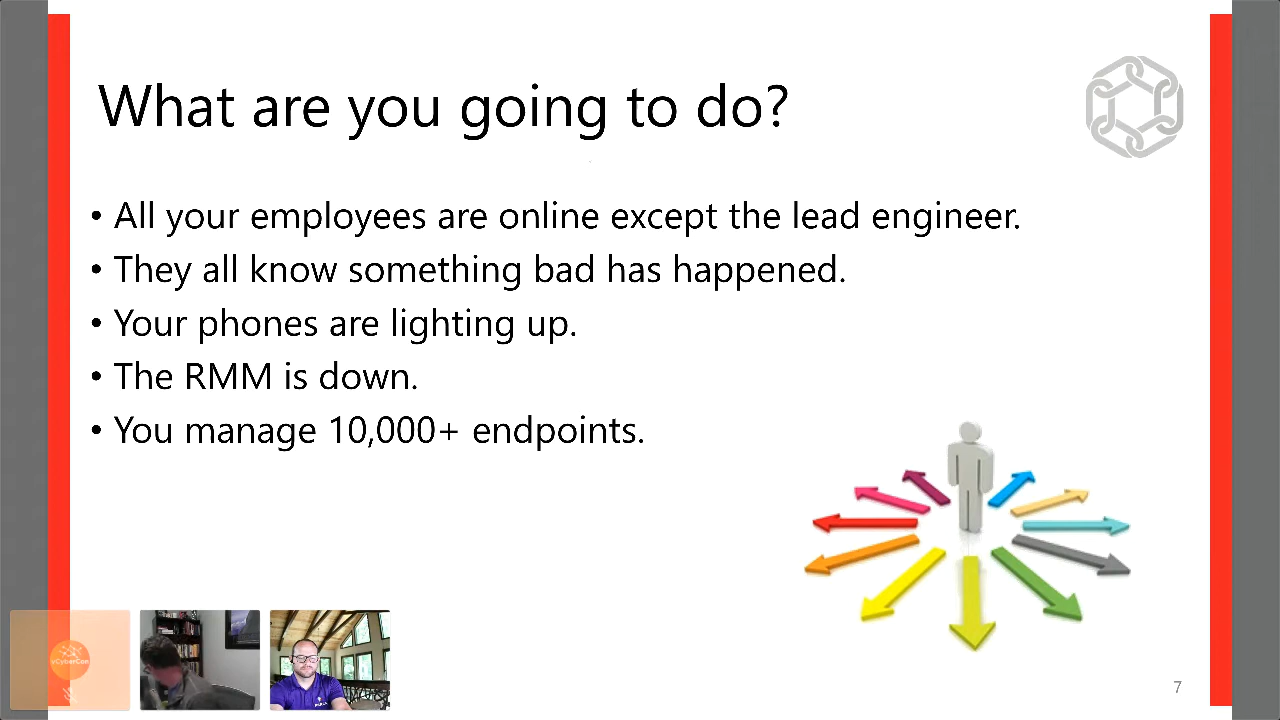 What are you going to do?
• All your employees are online except the lead engineer.
• They all know something bad has happened.
• Your phones are lighting up.
• The RMM is down.
• You manage 10,000+ endpoints.
eCyberCon
7